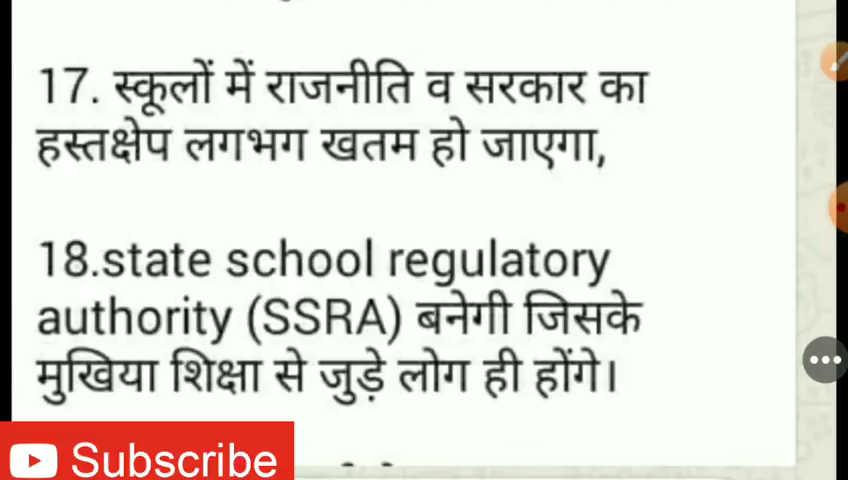 17. स्कूलों में राजनीति व सरकार का
हस्तक्षेप लगभग खतम हो जाएगा,
18.state school regulatory
authority (SSRA) बनेगी जिसके
मुखिया शिक्षा से जुड़े लोग ही होंगे।
Subscribe